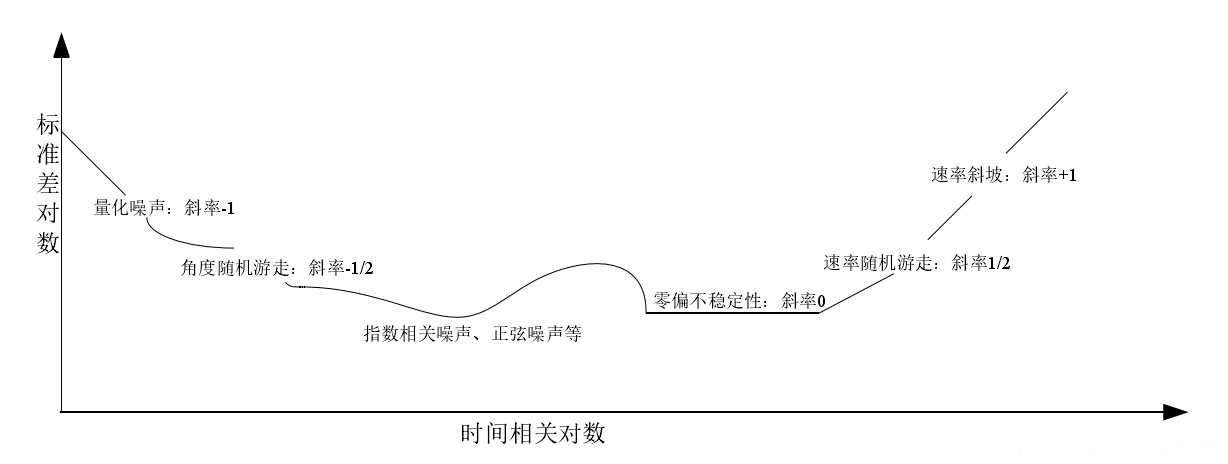 标准差对数
量化噪声：斜率-1
角度随机游走：斜率-1/2
指数相关噪声、正弦噪声等
零偏不稳定性：斜率0
速率随机游走：斜率1/2
速率斜坡：斜率+1
时间相关对数